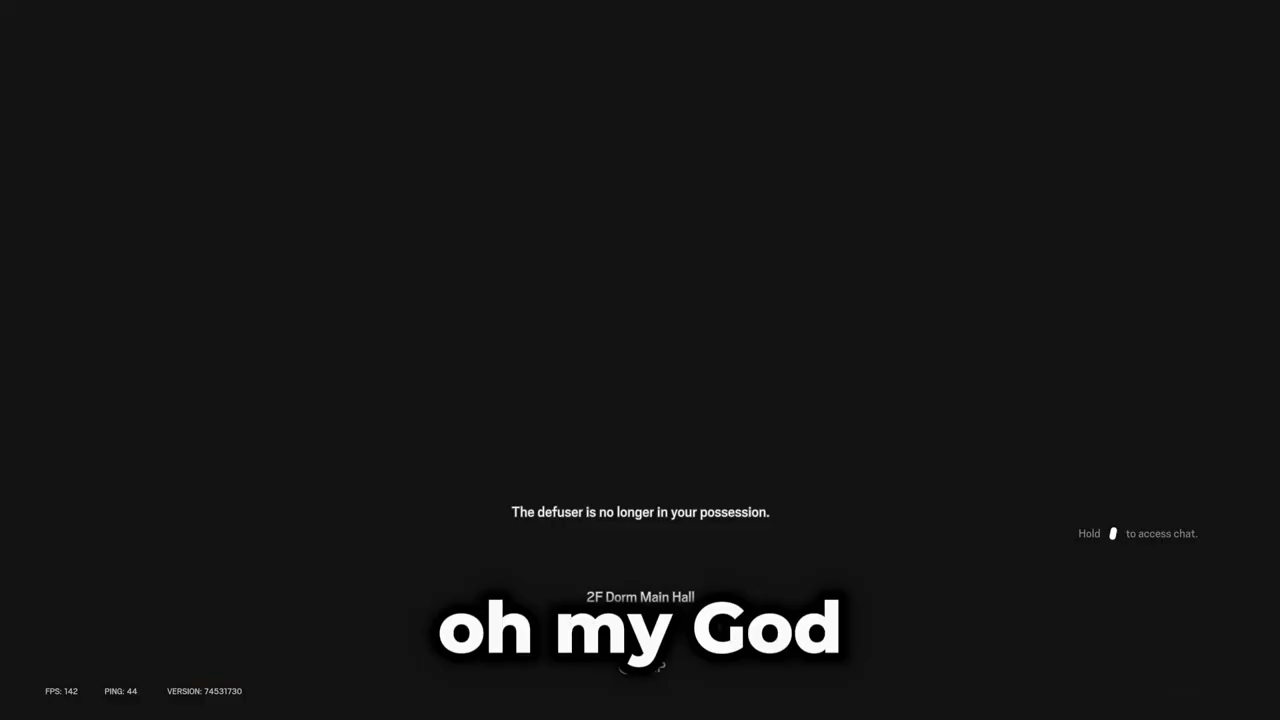 The defuser is no longer in your possession.
Hold to access chat.
2F Dorm Main Hall
oh my God
FPS: 142 PING: 44 VERSION: 74531730